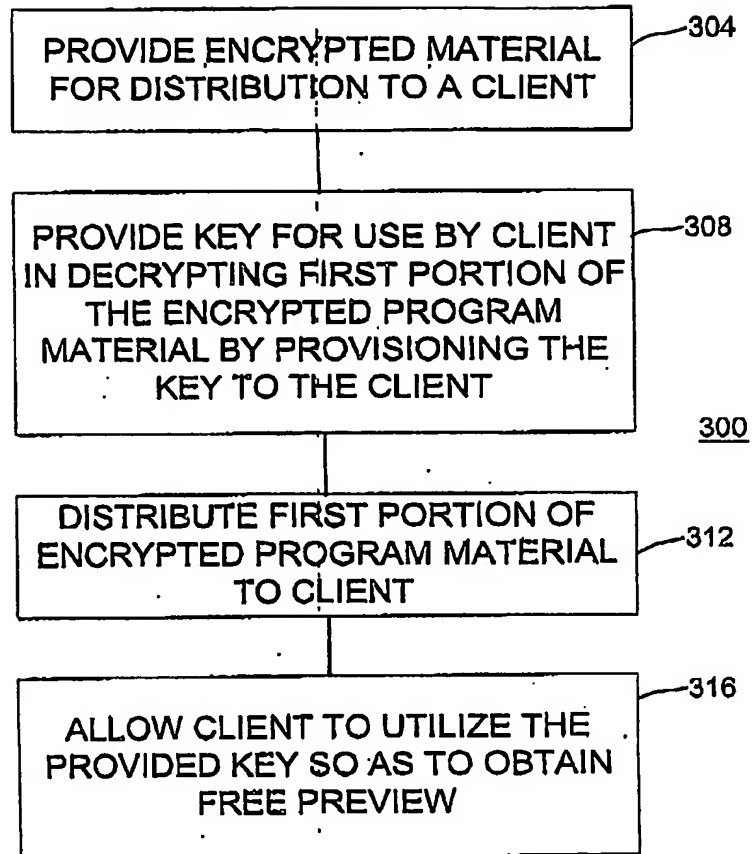 PROVIDE ENCRYPTED MATERIAL
FOR DISTRIBUTION TO A CLIENT
304
PROVIDE KEY FOR USE BY CLIENT
IN DECRYPTING FIRST PORTION OF
THE ENCRYPTED PROGRAM
MATERIAL BY PROVISIONING THE
KEY TO THE CLIENT
308
300
DISTRIBUTE FIRST PORTION OF
ENCRYPTED PROGRAM MATERIAL
TO CLIENT
312
ALLOW CLIENT TO UTILIZE THE
PROVIDED KEY SO AS TO OBTAIN
FREE PREVIEW
316